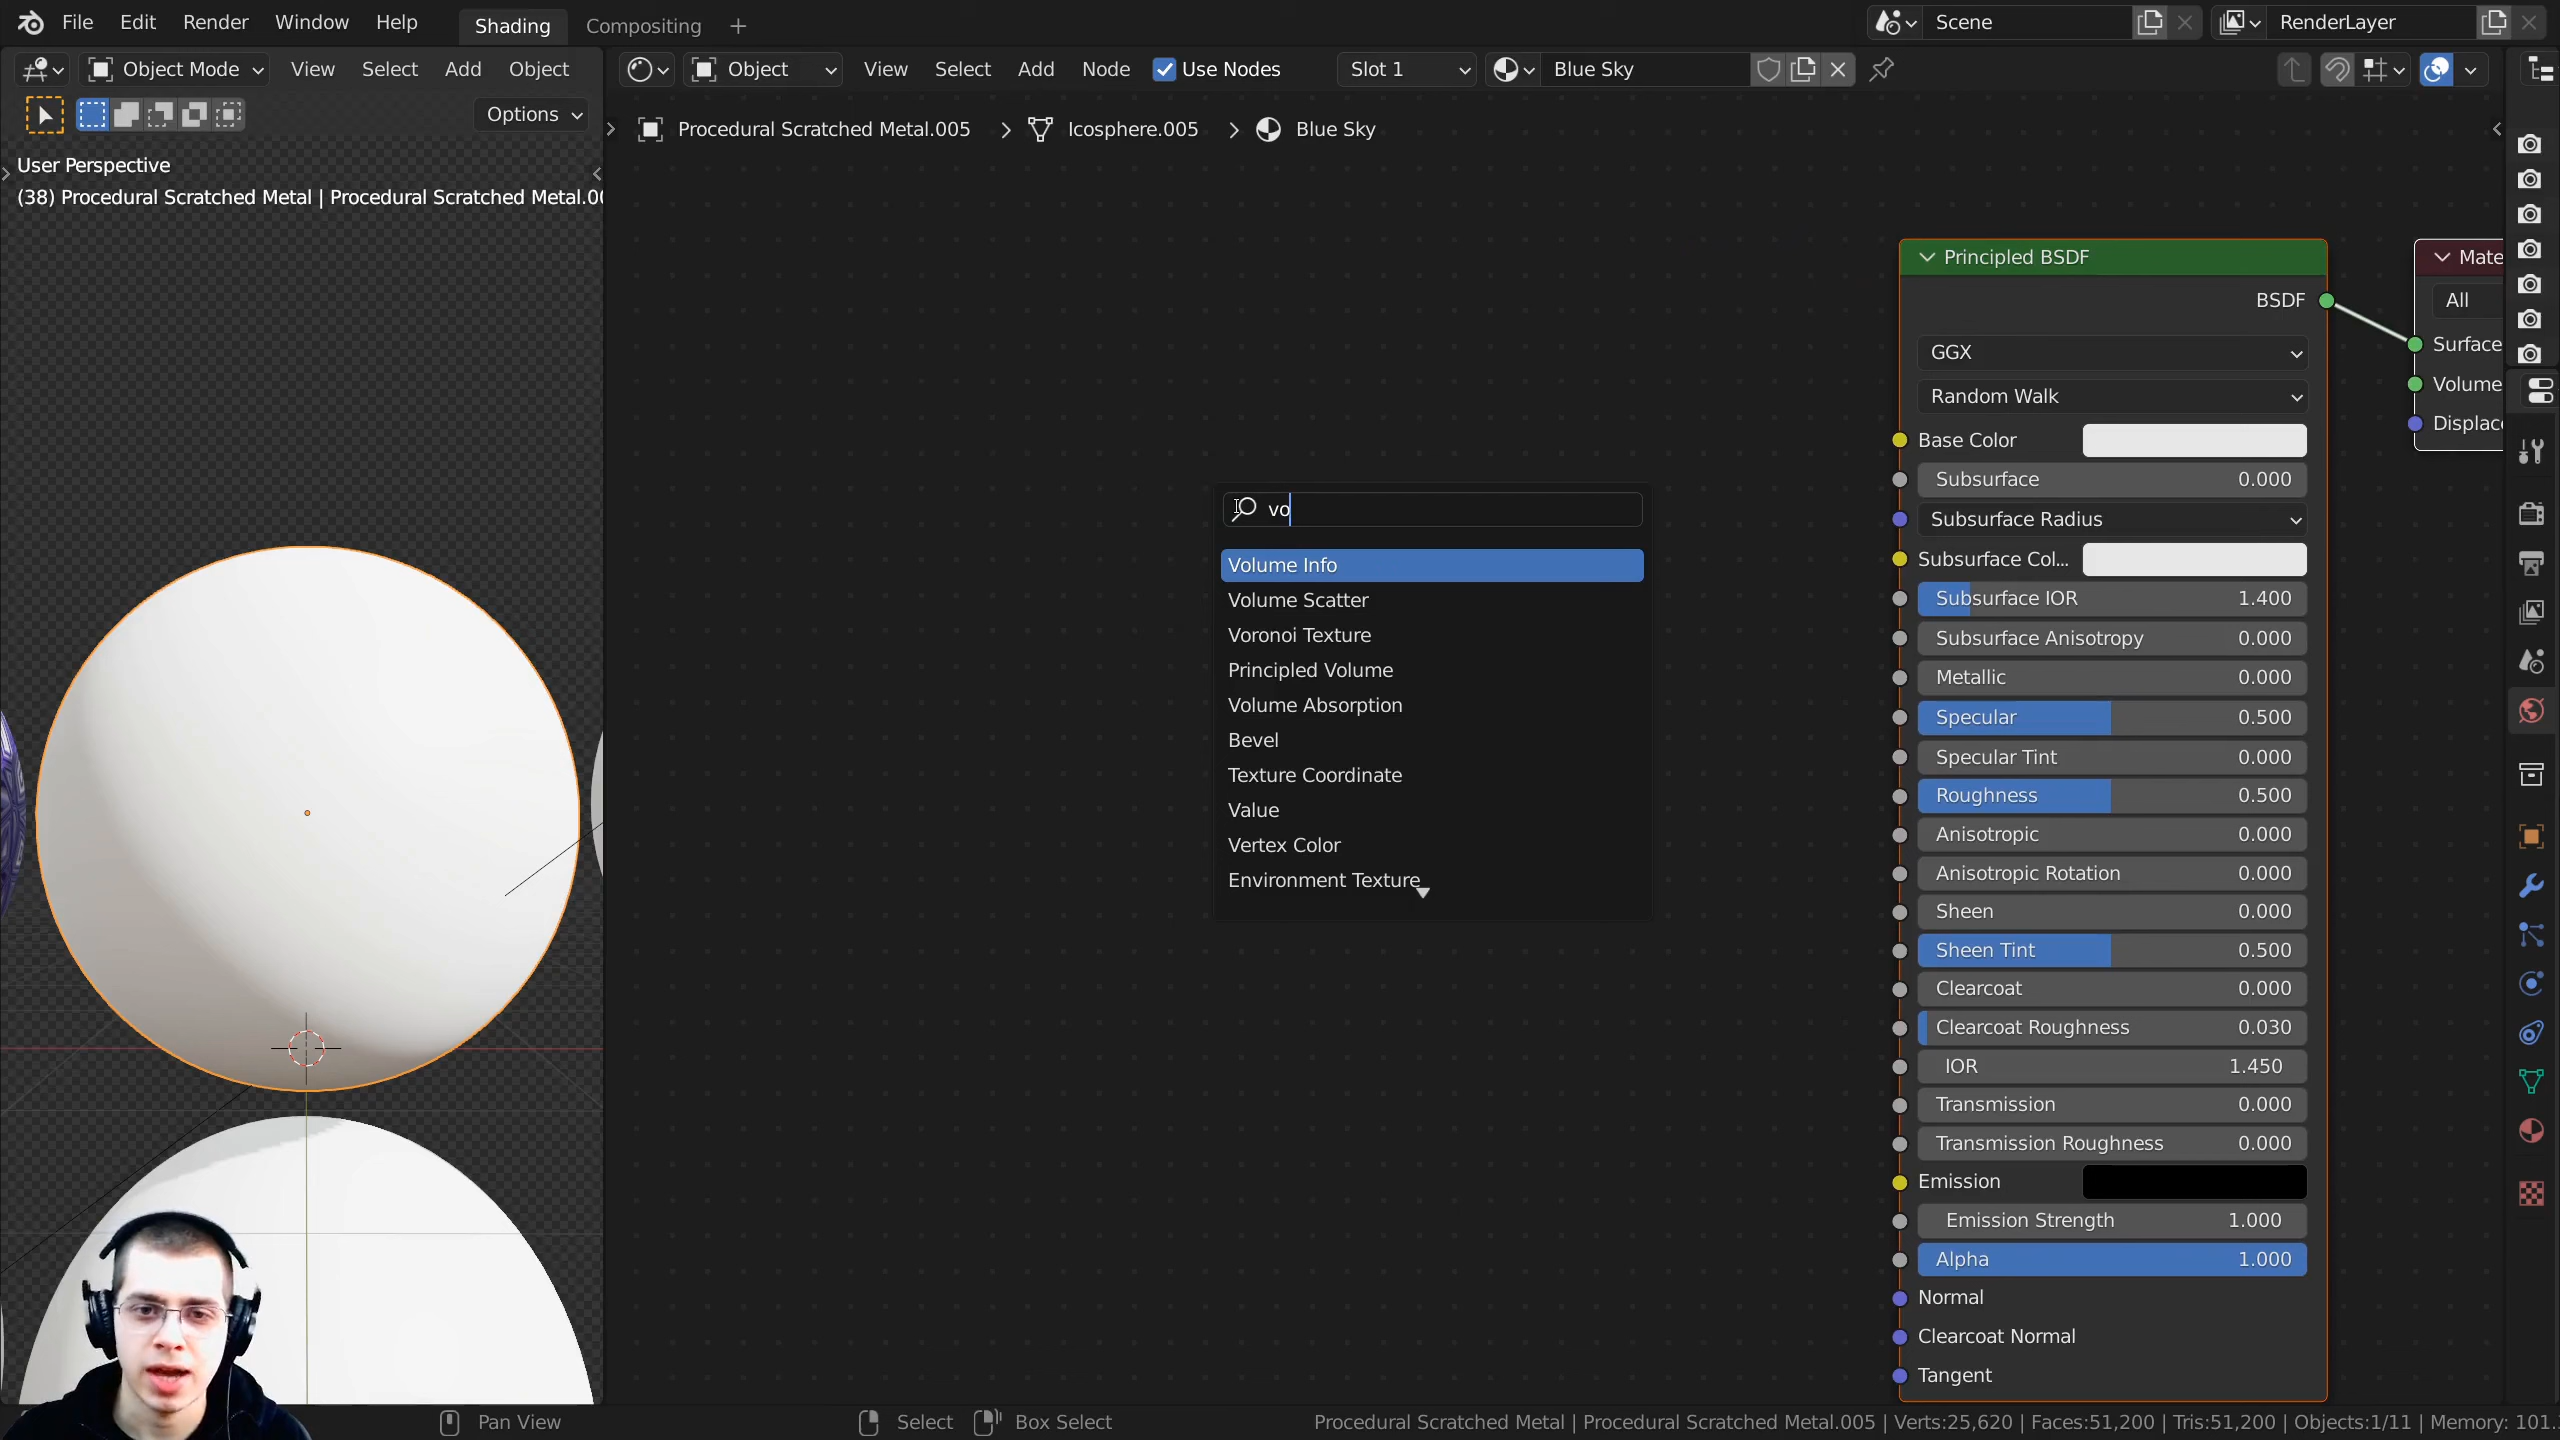 File Edit Render Window Help Shading Compositing + Scene RenderLayer
Object Mode View Select Add Object Object View Select Add Node Use Nodes Slot 1 Blue Sky
Options
Procedural Scratched Metal.005 > Icosphere.005 > Blue Sky
User Perspective
(38) Procedural Scratched Metal | Procedural Scratched Metal.00
Principled BSDF
BSDF
GGX
Random Walk
Base Color
Subsurface 0.000
Subsurface Radius
Subsurface Col...
Subsurface IOR 1.400
Subsurface Anisotropy 0.000
Metallic 0.000
Specular 0.500
Specular Tint 0.000
Roughness 0.500
Anisotropic 0.000
Anisotropic Rotation 0.000
Sheen 0.000
Sheen Tint 0.500
Clearcoat 0.000
Clearcoat Roughness 0.030
IOR 1.450
Transmission 0.000
Transmission Roughness 0.000
Emission
Emission Strength 1.000
Alpha 1.000
Normal
Clearcoat Normal
Tangent
Mate
All
Surface
Volume
Displac
vo
Volume Info
Volume Scatter
Voronoi Texture
Principled Volume
Volume Absorption
Bevel
Texture Coordinate
Value
Vertex Color
Environment Texture
Pan View Select Box Select Procedural Scratched Metal | Procedural Scratched Metal.005 | Verts:25,620 | Faces:51,200 | Tris:51,200 | Objects:1/11 | Memory: 101.